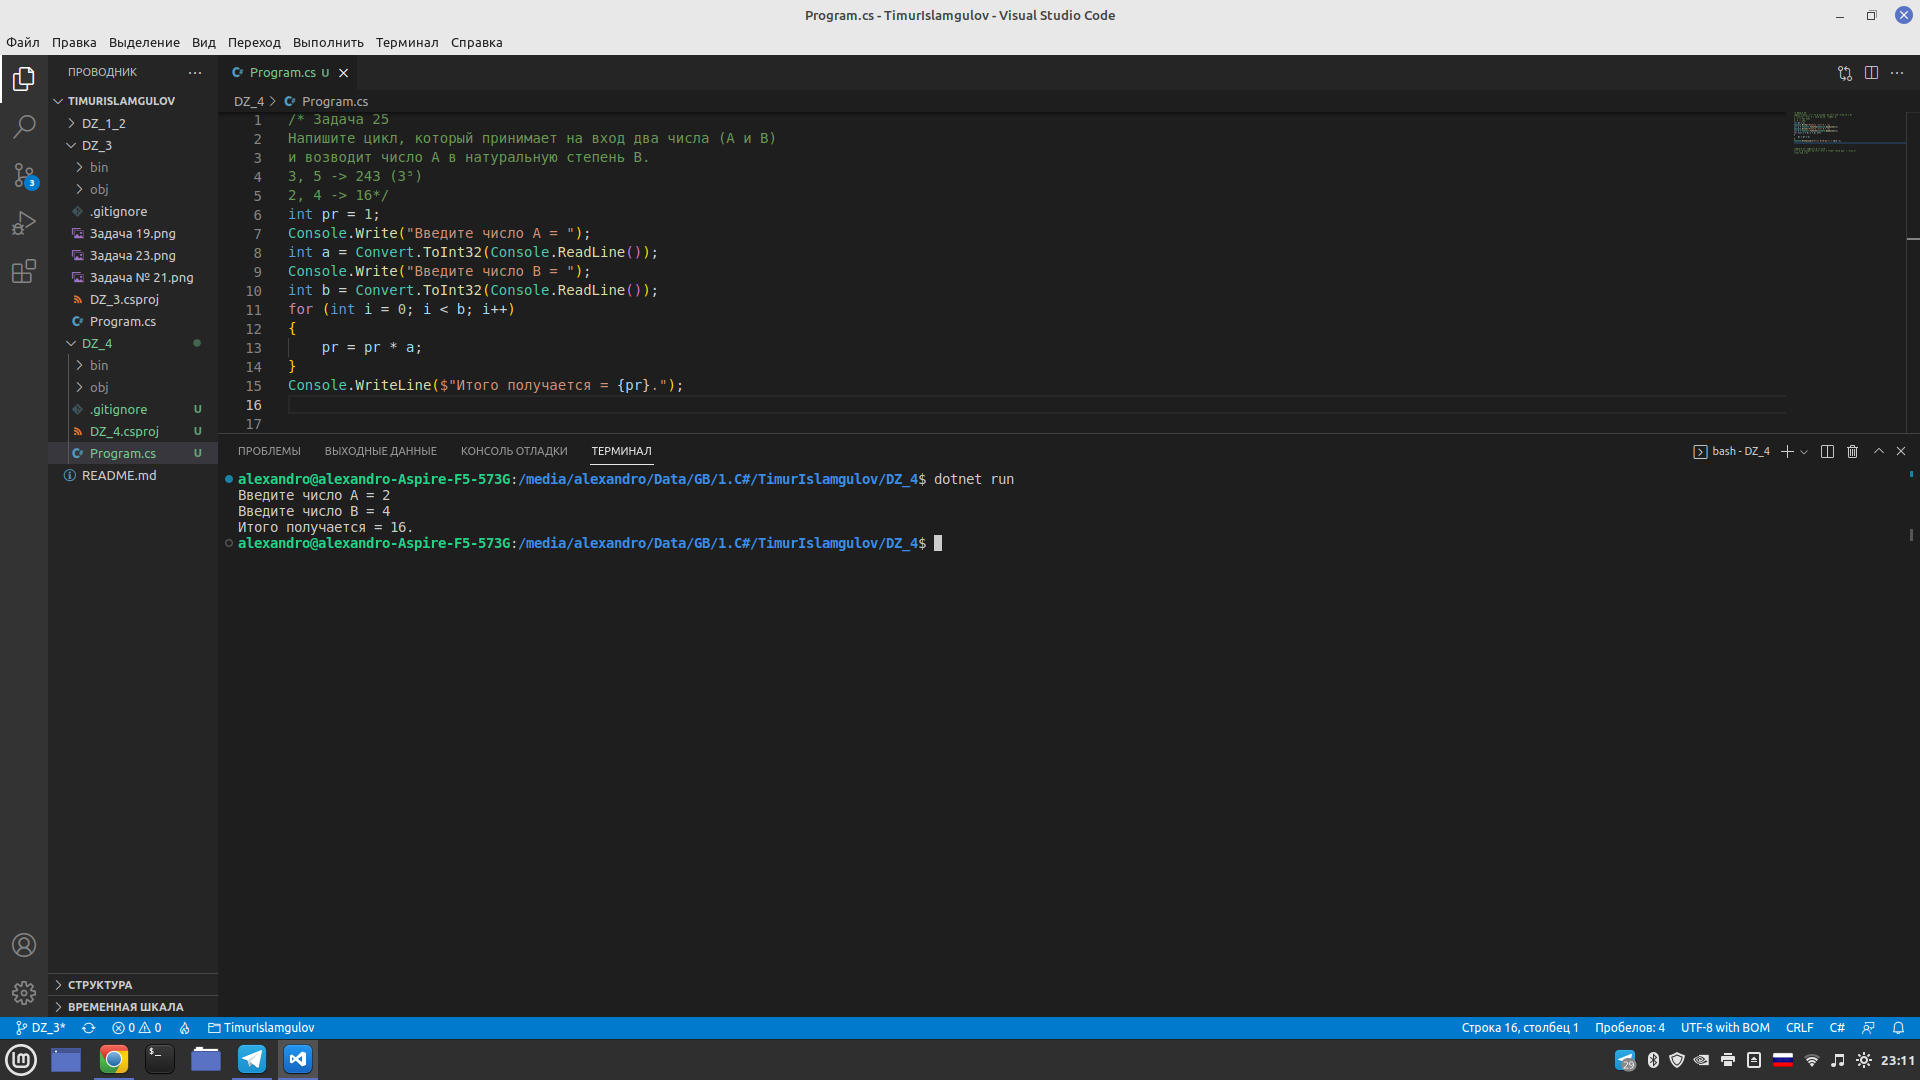 Program.cs - TimurIslamgulov - Visual Studio Code
Файл Правка Выделение Вид Переход Выполнить Терминал Справка
ПРОВОДНИК
TIMURISLAMGULOV
DZ_1_2
DZ_3
bin
obj
.gitignore
Задача 19.png
Задача 23.png
Задача № 21.png
DZ_3.csproj
Program.cs
DZ_4
bin
obj
.gitignore U
DZ_4.csproj U
Program.cs U
README.md
СТРУКТУРА
ВРЕМЕННАЯ ШКАЛА
3
Program.cs U
DZ_4 > Program.cs
1 /* Задача 25
2 Напишите цикл, который принимает на вход два числа (A и B)
3 и возводит число A в натуральную степень B.
4 3, 5 -> 243 (3⁵)
5 2, 4 -> 16*/
6 int pr = 1;
7 Console.Write("Введите число A = ");
8 int a = Convert.ToInt32(Console.ReadLine());
9 Console.Write("Введите число B = ");
10 int b = Convert.ToInt32(Console.ReadLine());
11 for (int i = 0; i < b; i++)
12 {
13 pr = pr * a;
14 }
15 Console.WriteLine($"Итого получается = {pr}.");
16
17
ПРОБЛЕМЫ ВЫХОДНЫЕ ДАННЫЕ КОНСОЛЬ ОТЛАДКИ ТЕРМИНАЛ
bash - DZ_4
alexandro@alexandro-Aspire-F5-573G:/media/alexandro/Data/GB/1.C#/TimurIslamgulov/DZ_4$ dotnet run
Введите число A = 2
Введите число B = 4
Итого получается = 16.
alexandro@alexandro-Aspire-F5-573G:/media/alexandro/Data/GB/1.C#/TimurIslamgulov/DZ_4$
DZ_3* 0 0 TimurIslamgulov
Строка 16, столбец 1 Пробелов: 4 UTF-8 with BOM CRLF C#
29
23:11